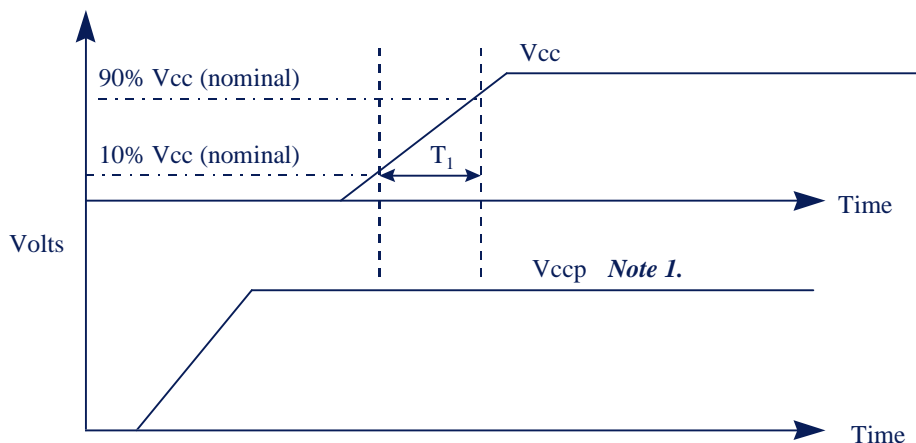 Vcc
90% Vcc (nominal)
10% Vcc (nominal)
T1
Time
Volts
Vccp Note 1.
Time